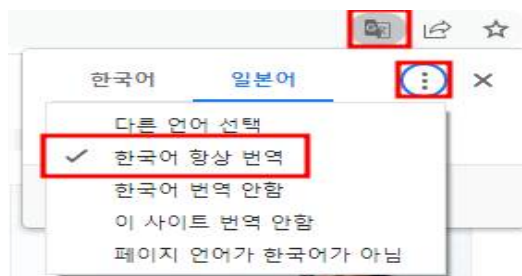 한국어 일본어
다른 언어 선택
한국어 항상 번역
한국어 번역 안함
이 사이트 번역 안함
페이지 언어가 한국어가 아님